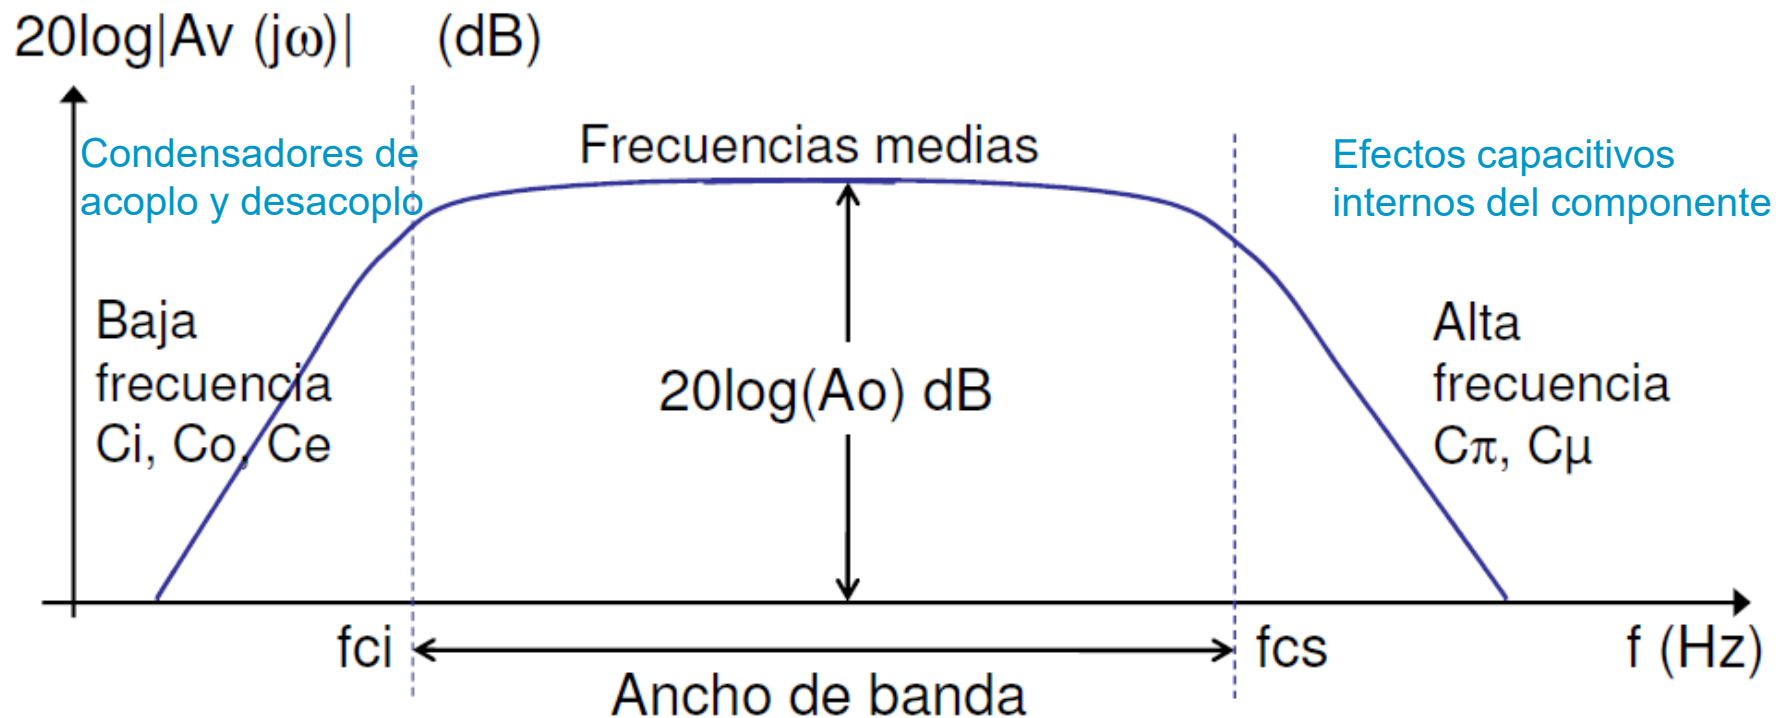 20log|Av (jω)| (dB)
Condensadores de
acoplo y desacoplo
Frecuencias medias
Efectos capacitivos
internos del componente
Baja
frecuencia
Ci, Co, Ce
20log(Ao) dB
Alta
frecuencia
Cπ, Cμ
fci
fcs
f (Hz)
Ancho de banda